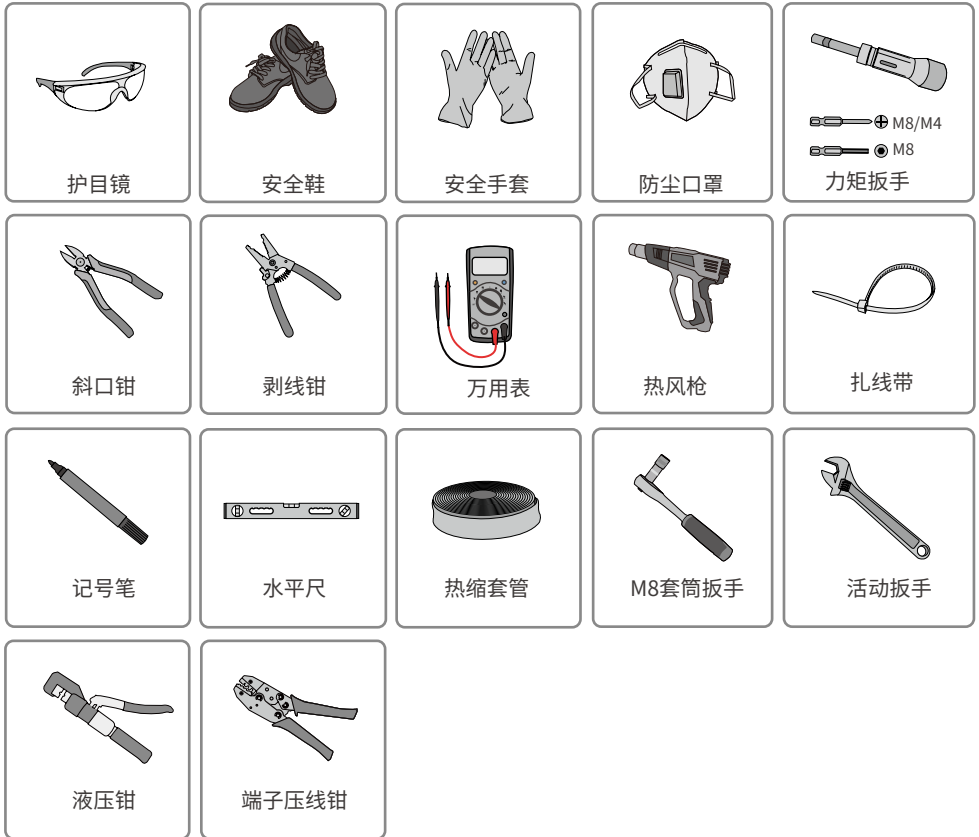 护目镜
安全鞋
安全手套
防尘口罩
M8/M4
M8
力矩扳手
斜口钳
剥线钳
万用表
热风枪
扎线带
记号笔
水平尺
热缩套管
M8套筒扳手
活动扳手
液压钳
端子压线钳